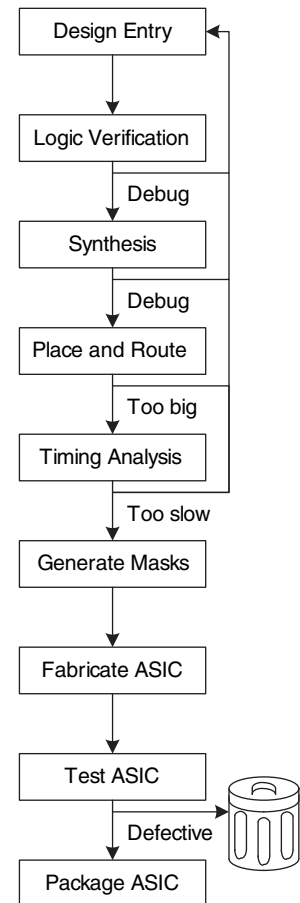 Design Entry
Logic Verification
Debug
Synthesis
Debug
Place and Route
Too big
Timing Analysis
Too slow
Generate Masks
Fabricate ASIC
Test ASIC
Defective
Package ASIC